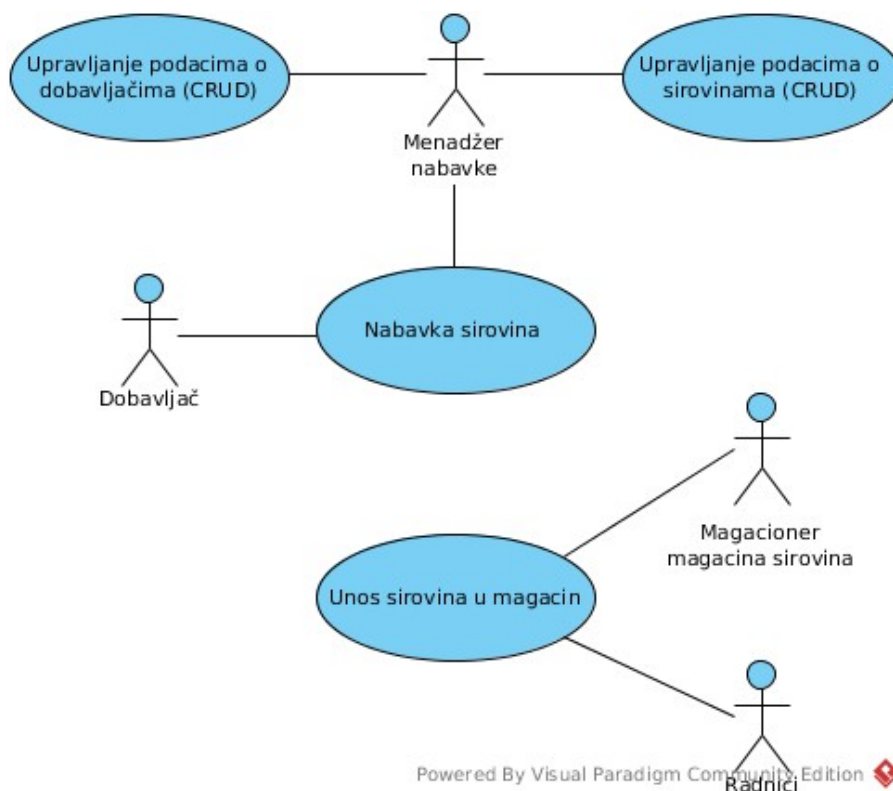 Upravljanje podacima o
dobavljačima (CRUD)
Upravljanje podacima o
sirovinama (CRUD)
Menadžer
nabavke
Nabavka sirovina
Dobavljač
Magacioner
magacina sirovina
Unos sirovina u magacin
Powered By Visual Paradigm Community Edition
Radnici